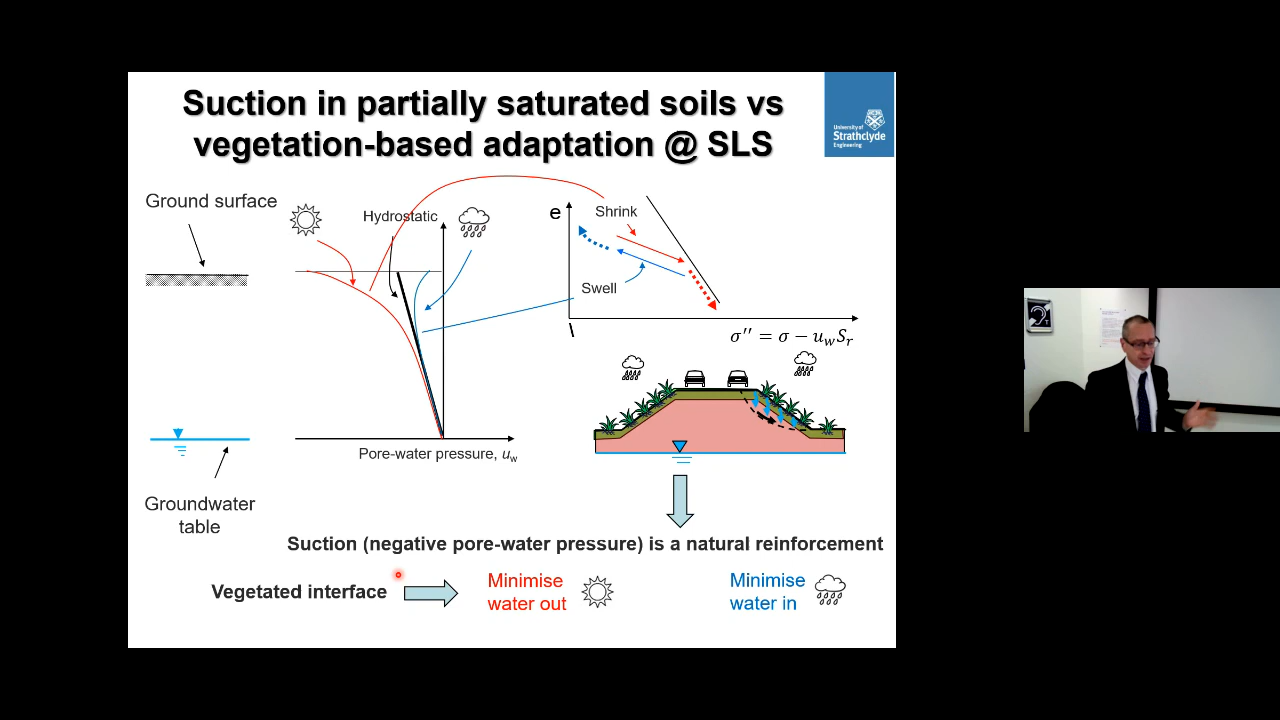 Suction in partially saturated soils vs
vegetation-based adaptation @ SLS
University of
Strathclyde
Engineering
Ground surface
Hydrostatic
e
Shrink
Swell
σ′′ = σ − u_wS_r
Pore-water pressure, u_w
Groundwater
table
Suction (negative pore-water pressure) is a natural reinforcement
Vegetated interface
Minimise
water out
Minimise
water in